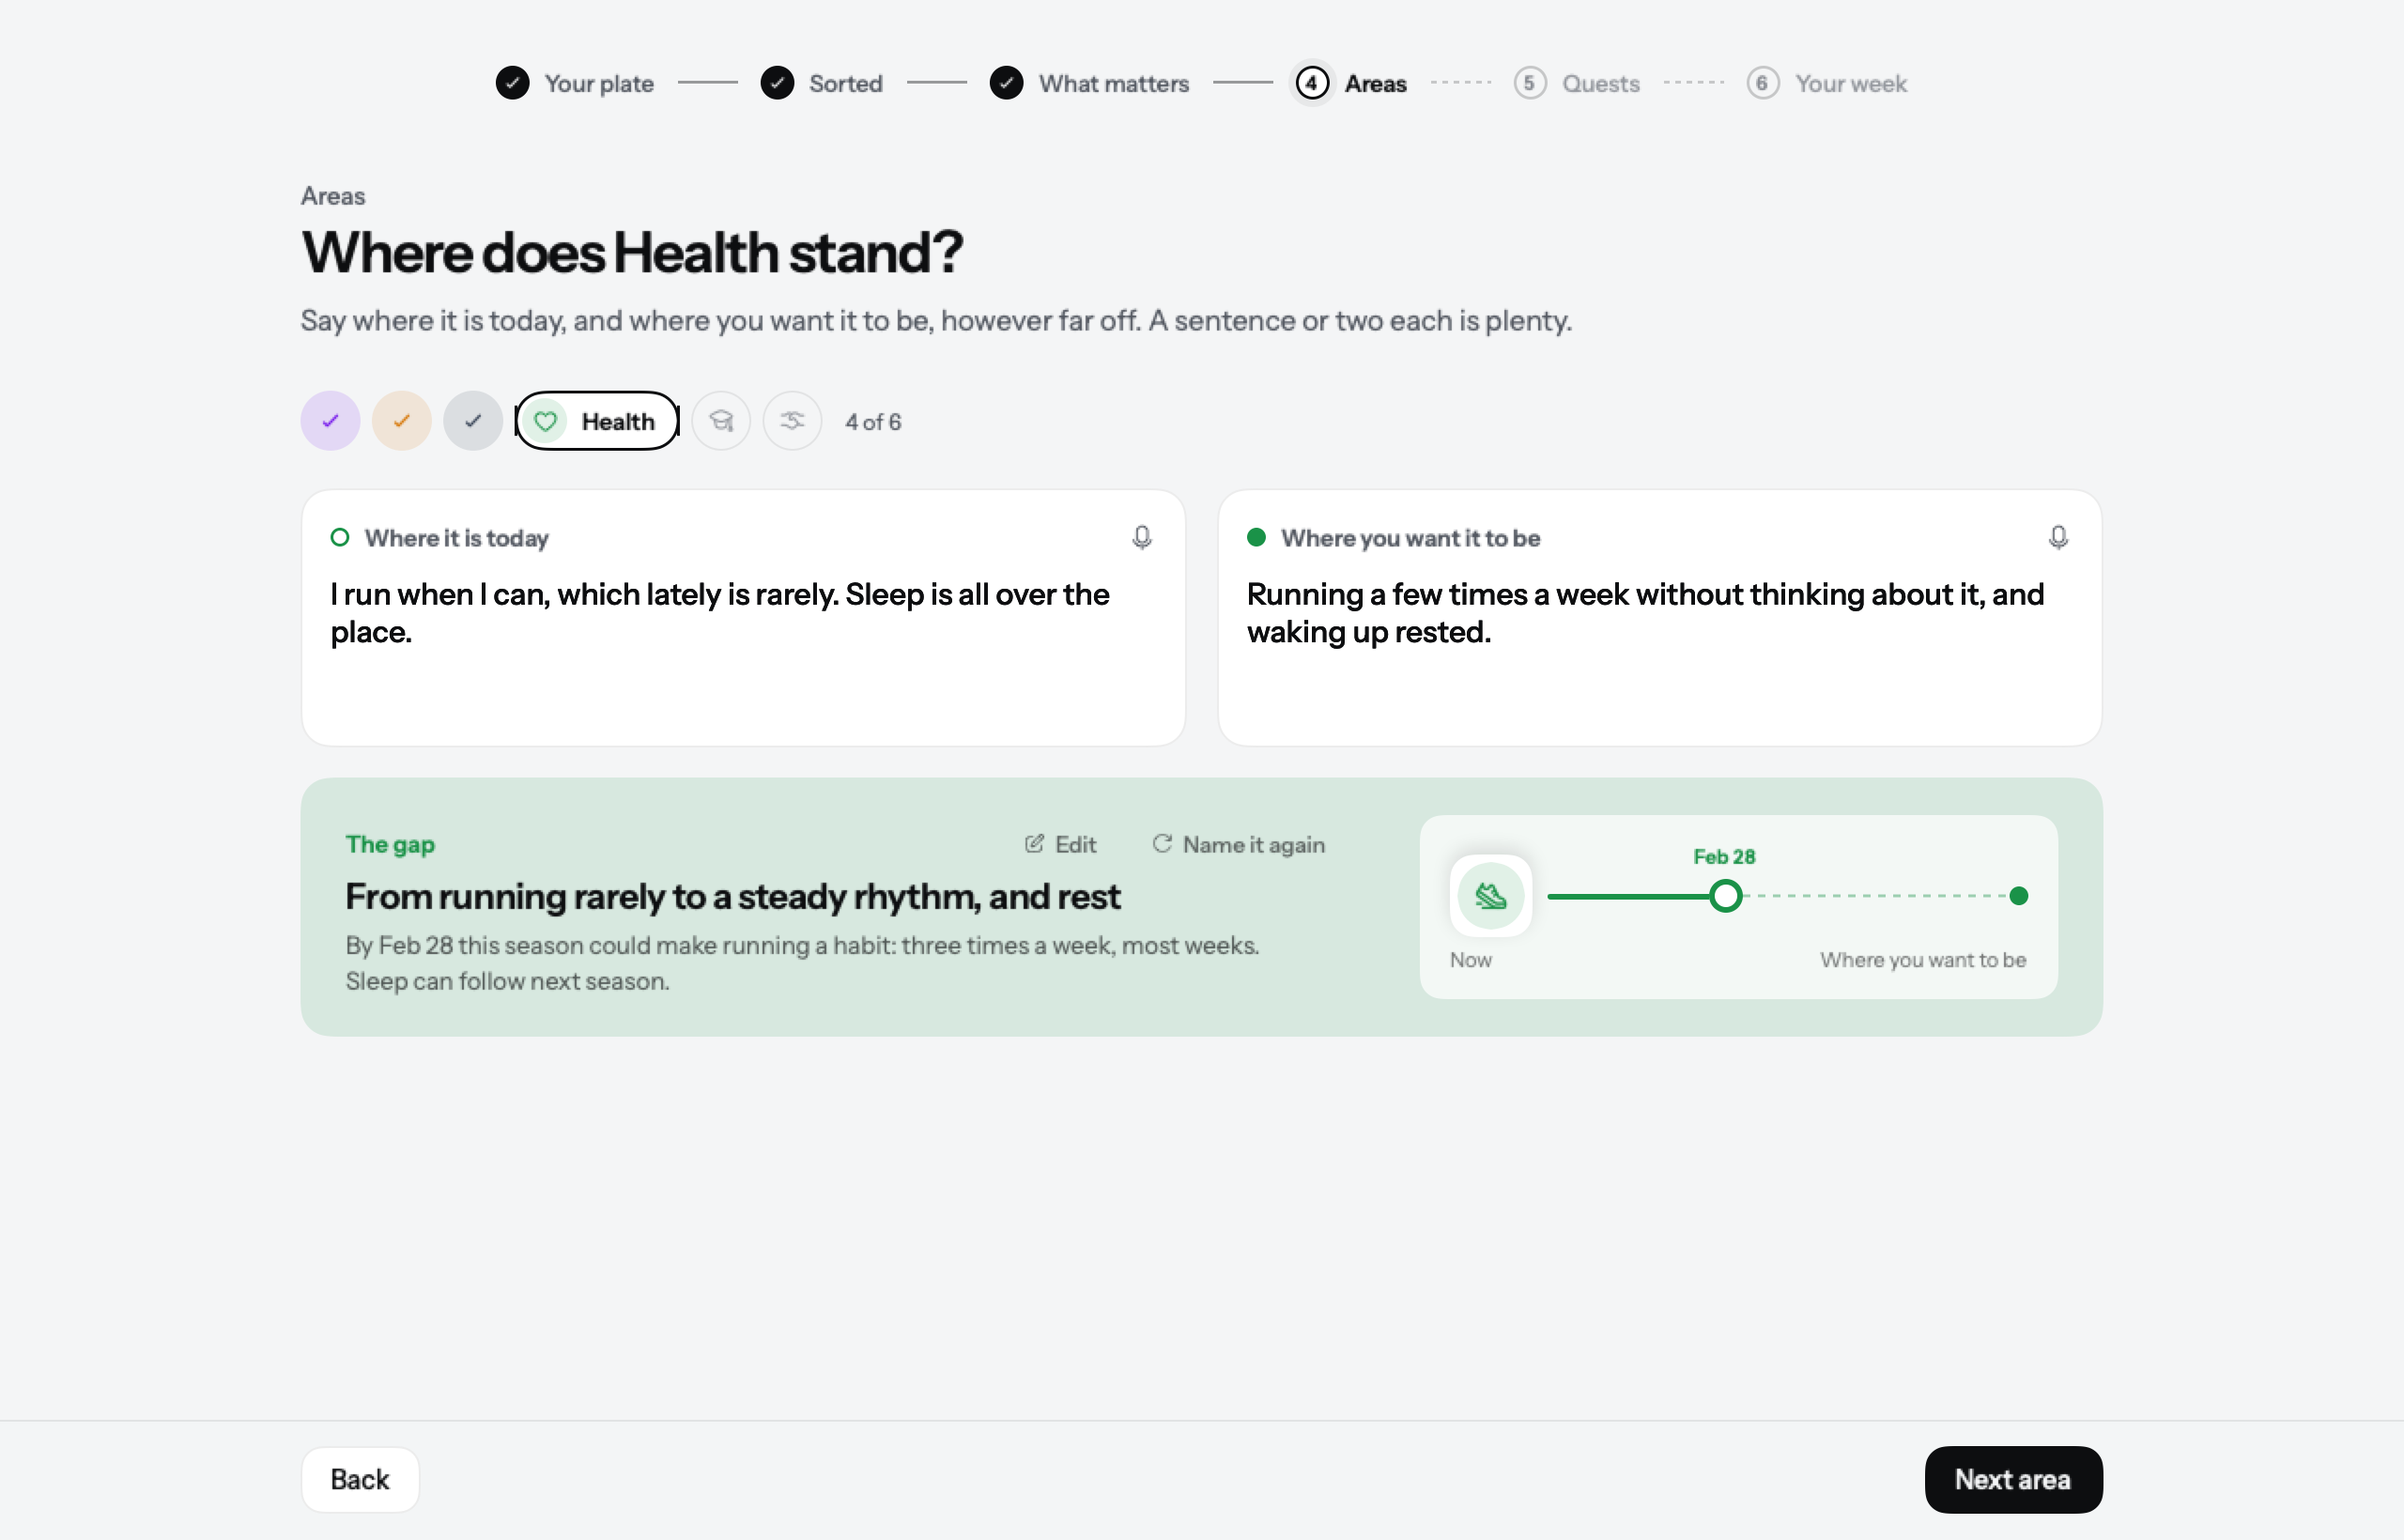 Your plate
Sorted
What matters
4 Areas
5 Quests
6 Your week
Areas
Where does Health stand?
Say where it is today, and where you want it to be, however far off. A sentence or two each is plenty.
Health
4 of 6
Where it is today
I run when I can, which lately is rarely. Sleep is all over the
place.
Where you want it to be
Running a few times a week without thinking about it, and
waking up rested.
The gap
Edit
Name it again
From running rarely to a steady rhythm, and rest
By Feb 28 this season could make running a habit: three times a week, most weeks.
Sleep can follow next season.
Feb 28
Now
Where you want to be
Back
Next area